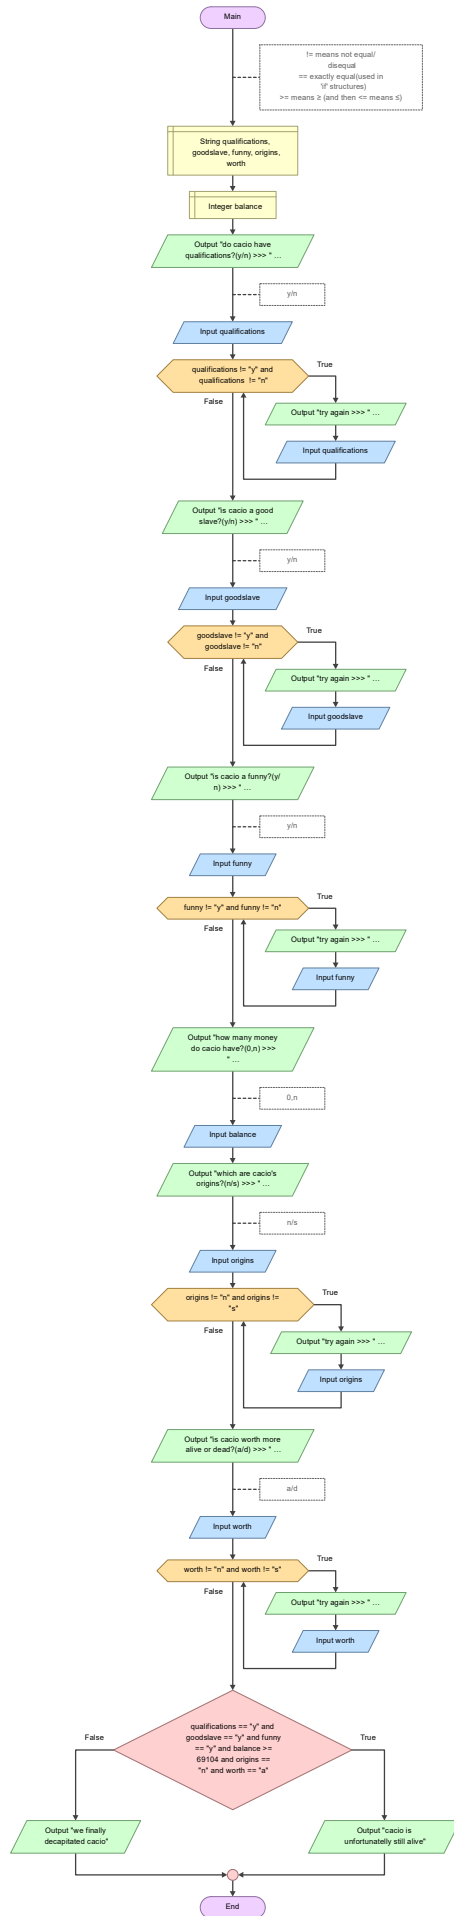 Main
!= means not equal/
disequal
== exactly equal(used in
'if' structures)
>= means ≥ (and then <= means ≤)
String qualifications,
goodslave, funny, origins,
worth
Integer balance
Output "do cacio have
qualifications?(y/n) >>> " ...
y/n
Input qualifications
qualifications != "y" and
qualifications  != "n"
True
False
Output "try again >>> " ...
Input qualifications
Output "is cacio a good
slave?(y/n) >>> " ...
y/n
Input goodslave
goodslave != "y" and
goodslave != "n"
True
False
Output "try again >>> " ...
Input goodslave
Output "is cacio a funny?(y/
n) >>> " ...
y/n
Input funny
funny != "y" and funny != "n"
True
False
Output "try again >>> " ...
Input funny
Output "how many money
do cacio have?(0,n) >>>
" ...
0,n
Input balance
Output "which are cacio's
origins?(n/s) >>> " ...
n/s
Input origins
origins != "n" and origins !=
"s"
True
False
Output "try again >>> " ...
Input origins
Output "is cacio worth more
alive or dead?(a/d) >>> " ...
a/d
Input worth
worth != "n" and worth != "s"
True
False
Output "try again >>> " ...
Input worth
qualifications == "y" and
goodslave == "y" and funny
== "y" and balance >=
69104 and origins ==
"n" and worth == "a"
False
True
Output "we finally
decapitated cacio"
Output "cacio is
unfortunatelly still alive"
End